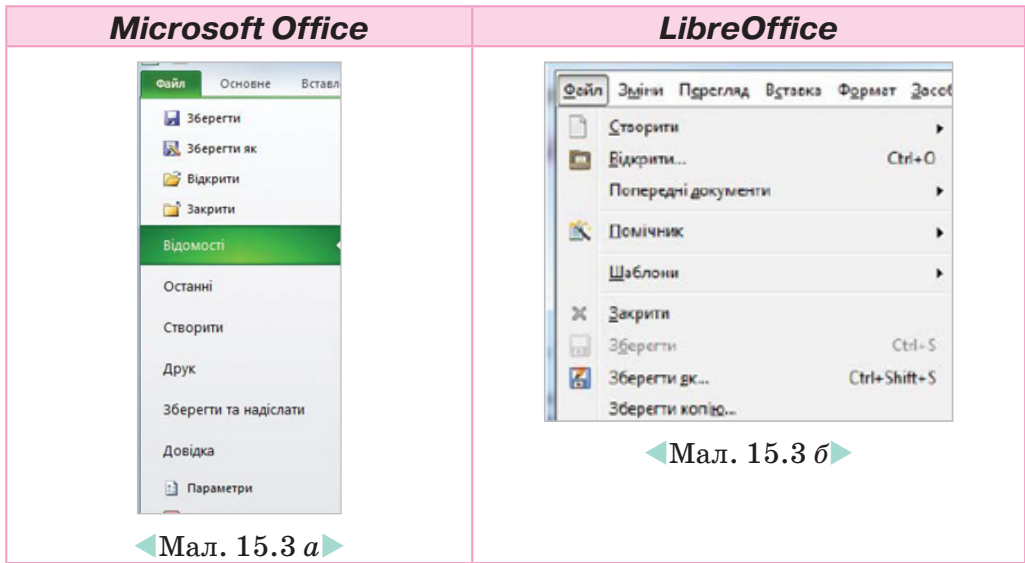 Microsoft Office
LibreOffice
Файл Основне Вставл
Зберегти
Зберегти як
Відкрити
Закрити
Відомості
Останні
Створити
Друк
Зберегти та надіслати
Довідка
Параметри
Мал. 15.3 а
Файл Зміни Перегляд Вставка Формат Засоб
Створити
Відкрити... Ctrl+O
Попередні документи
Помічник
Шаблони
Закрити
Зберегти Ctrl+S
Зберегти як... Ctrl+Shift+S
Зберегти копію...
Мал. 15.3 б